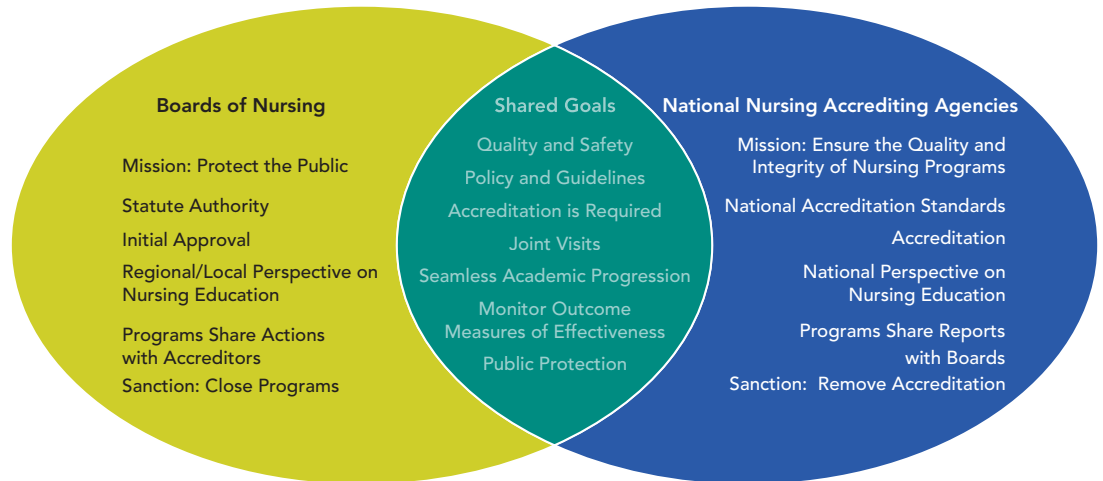 Boards of Nursing
Mission: Protect the Public
Statute Authority
Initial Approval
Regional/Local Perspective on
Nursing Education
Programs Share Actions
with Accreditors
Sanction: Close Programs
Shared Goals
Quality and Safety
Policy and Guidelines
Accreditation is Required
Joint Visits
Seamless Academic Progression
Monitor Outcome
Measures of Effectiveness
Public Protection
National Nursing Accrediting Agencies
Mission: Ensure the Quality and
Integrity of Nursing Programs
National Accreditation Standards
Accreditation
National Perspective on
Nursing Education
Programs Share Reports
with Boards
Sanction:  Remove Accreditation